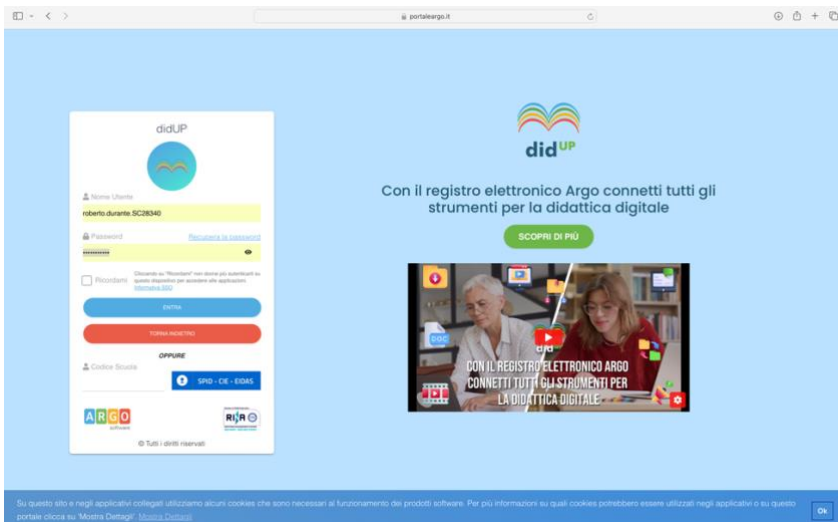 portaleargo.it
didUP
Nome Utente
roberto.durante.SC28340
Password
Recupera la password
Ricordami
Cliccando su "Ricordami" non dovrai più autenticarti su
questo dispositivo per accedere alle applicazioni.
Informativa SSO
ENTRA
TORNA INDIETRO
OPPURE
Codice Scuola
SPID - CIE - EIDAS
ARGO
software
© Tutti i diritti riservati
didUP
Con il registro elettronico Argo connetti tutti gli
strumenti per la didattica digitale
SCOPRI DI PIÙ
DOC
did
CON IL REGISTRO ELETTRONICO ARGO
CONNETTI TUTTI GLI STRUMENTI PER
LA DIDATTICA DIGITALE
Su questo sito e negli applicativi collegati utilizziamo alcuni cookies che sono necessari al funzionamento dei prodotti software. Per più informazioni su quali cookies potrebbero essere utilizzati negli applicativi o su questo
portale clicca su 'Mostra Dettagli'. Mostra Dettagli
Ok